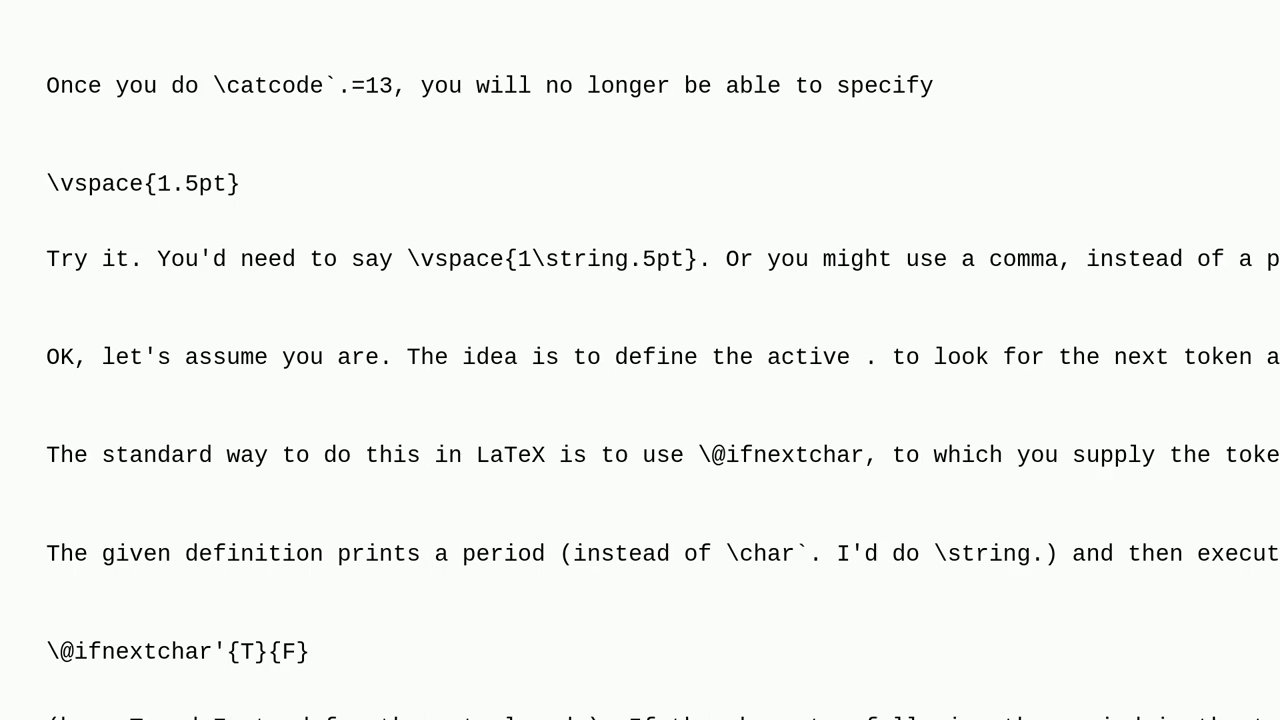 Once you do \catcode`.=13, you will no longer be able to specify
\vspace{1.5pt}
Try it. You'd need to say \vspace{1\string.5pt}. Or you might use a comma, instead of a p
OK, let's assume you are. The idea is to define the active . to look for the next token a
The standard way to do this in LaTeX is to use \@ifnextchar, to which you supply the toke
The given definition prints a period (instead of \char`. I'd do \string.) and then execut
\@ifnextchar'{T}{F}